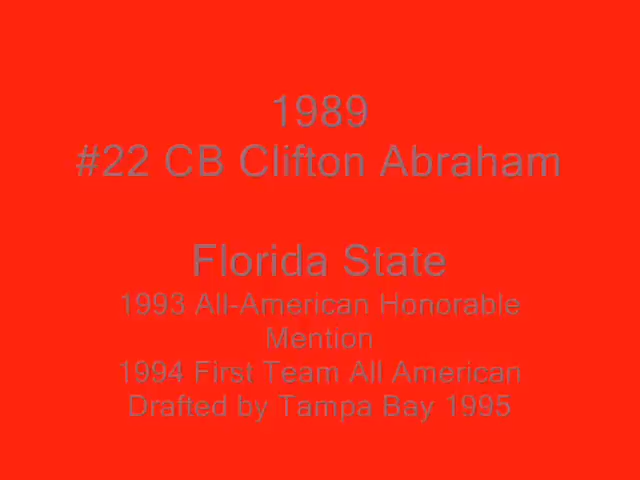 1989
#22 CB Clifton Abraham
Florida State
1993 All-American Honorable
Mention
1994 First Team All American
Drafted by Tampa Bay 1995